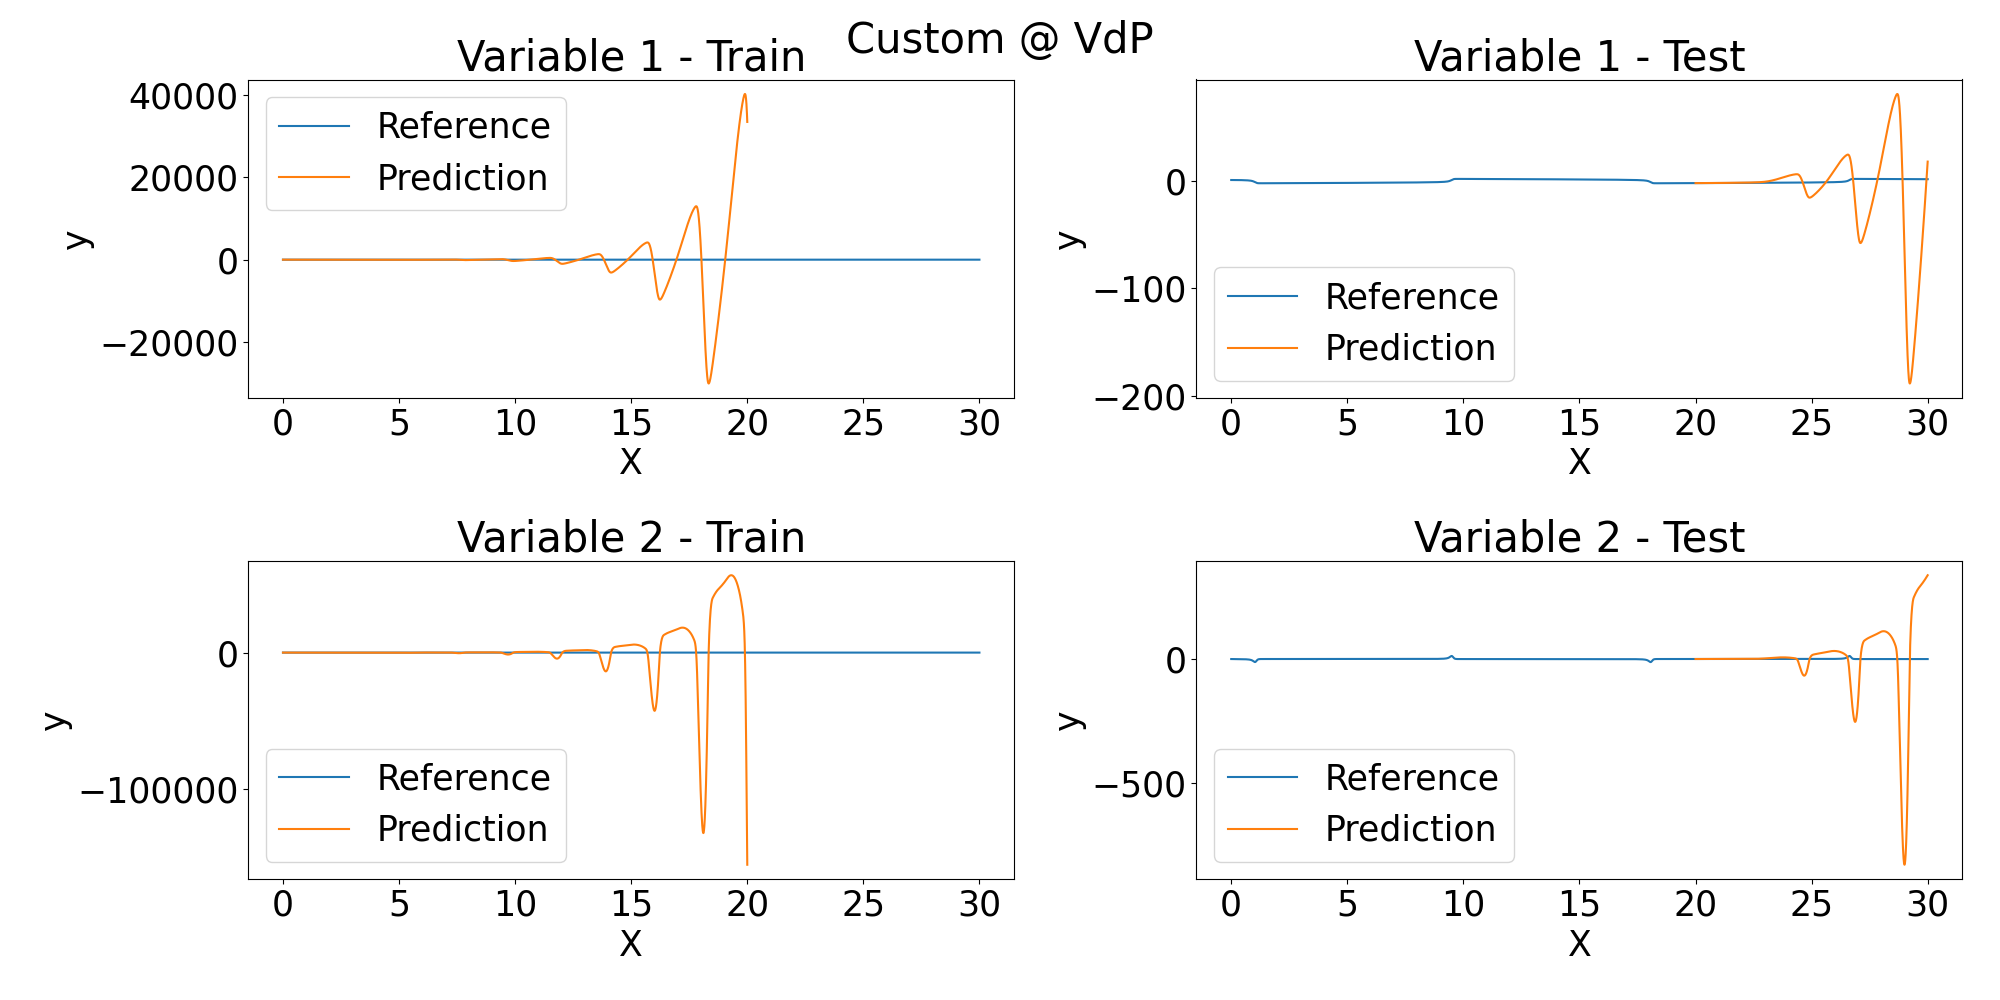 Custom @ VdP
Variable 1 - Train
40000
20000
0
−20000
y
Reference
Prediction
0 5 10 15 20 25 30
X
Variable 1 - Test
0
−100
−200
y
Reference
Prediction
0 5 10 15 20 25 30
X
Variable 2 - Train
0
−100000
y
Reference
Prediction
0 5 10 15 20 25 30
X
Variable 2 - Test
0
−500
y
Reference
Prediction
0 5 10 15 20 25 30
X